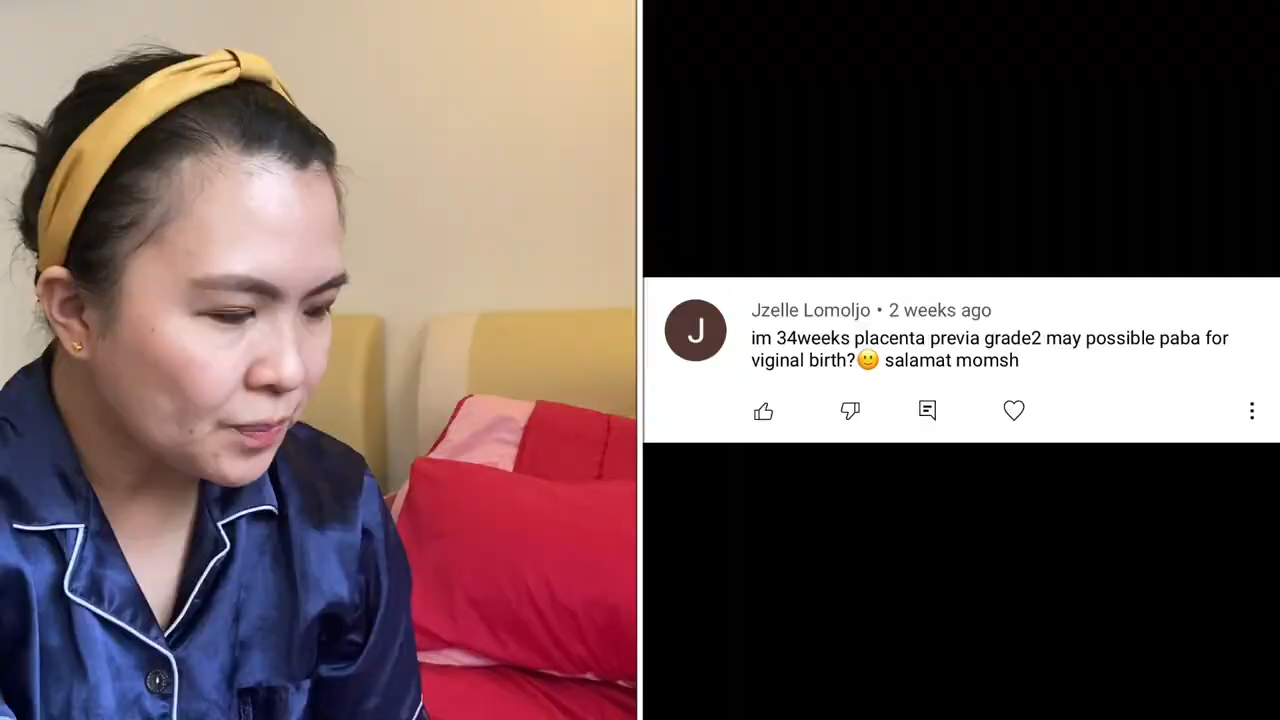 J
Jzelle Lomoljo • 2 weeks ago
im 34weeks placenta previa grade2 may possible paba for
viginal birth?🙂 salamat momsh